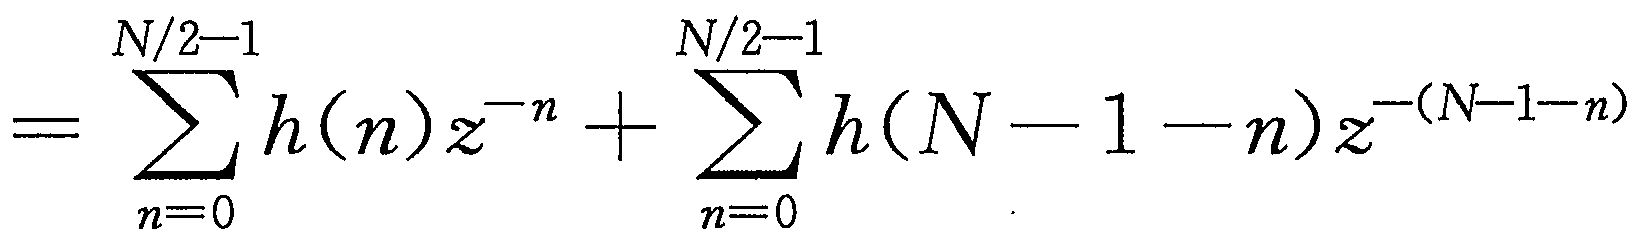 = \sum_{n=0}^{N/2-1} h(n) z^{-n} + \sum_{n=0}^{N/2-1} h(N-1-n) z^{-(N-1-n)}